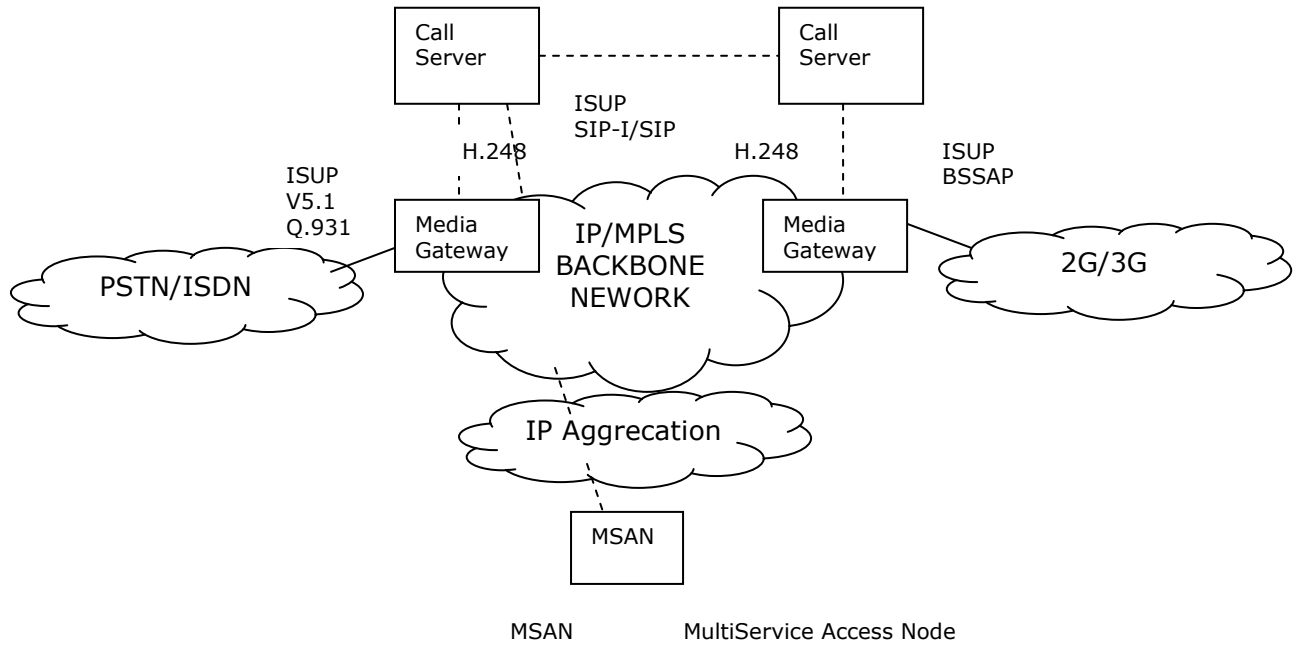 Call
Server
Call
Server
ISUP
SIP-I/SIP
H.248
H.248
ISUP
V5.1
Q.931
ISUP
BSSAP
Media
Gateway
IP/MPLS
BACKBONE
NEWORK
Media
Gateway
PSTN/ISDN
2G/3G
IP Aggrecation
MSAN
MSAN MultiService Access Node